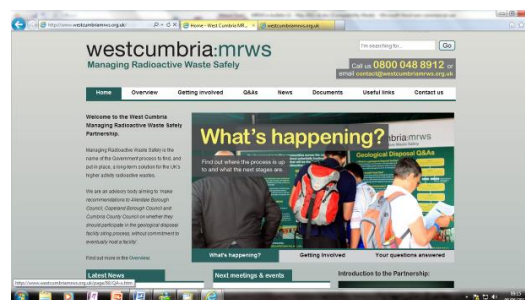 http://www.westcumbriamrws.org.uk/
Home - West Cumbria MR...
westcumbriamrws.org.uk
westcumbria:mrws
Managing Radioactive Waste Safely
I'm searching for...
Go
Call us 0800 048 8912 or
email contact@westcumbriamrws.org.uk
Home
Overview
Getting involved
Q&As
News
Documents
Useful links
Contact us
Welcome to the West Cumbria
Managing Radioactive Waste Safely
Partnership.
Managing Radioactive Waste Safely is the
name of the Government process to find, and
put in place, a long-term solution for the UK's
higher activity radioactive wastes.
We are an advisory body aiming to make
recommendations to Allerdale Borough
Council, Copeland Borough Council and
Cumbria County Council on whether they
should participate in the geological disposal
facility siting process, without commitment to
eventually host a facility.
Find out more in the Overview.
What's happening?
Find out where the process is up
to and what the next stages are.
bria:mrws
Geological Disposal Q&As
What's happening?
Getting Involved
Your questions answered
Latest News
Next meetings & events
Introduction to the Partnership: